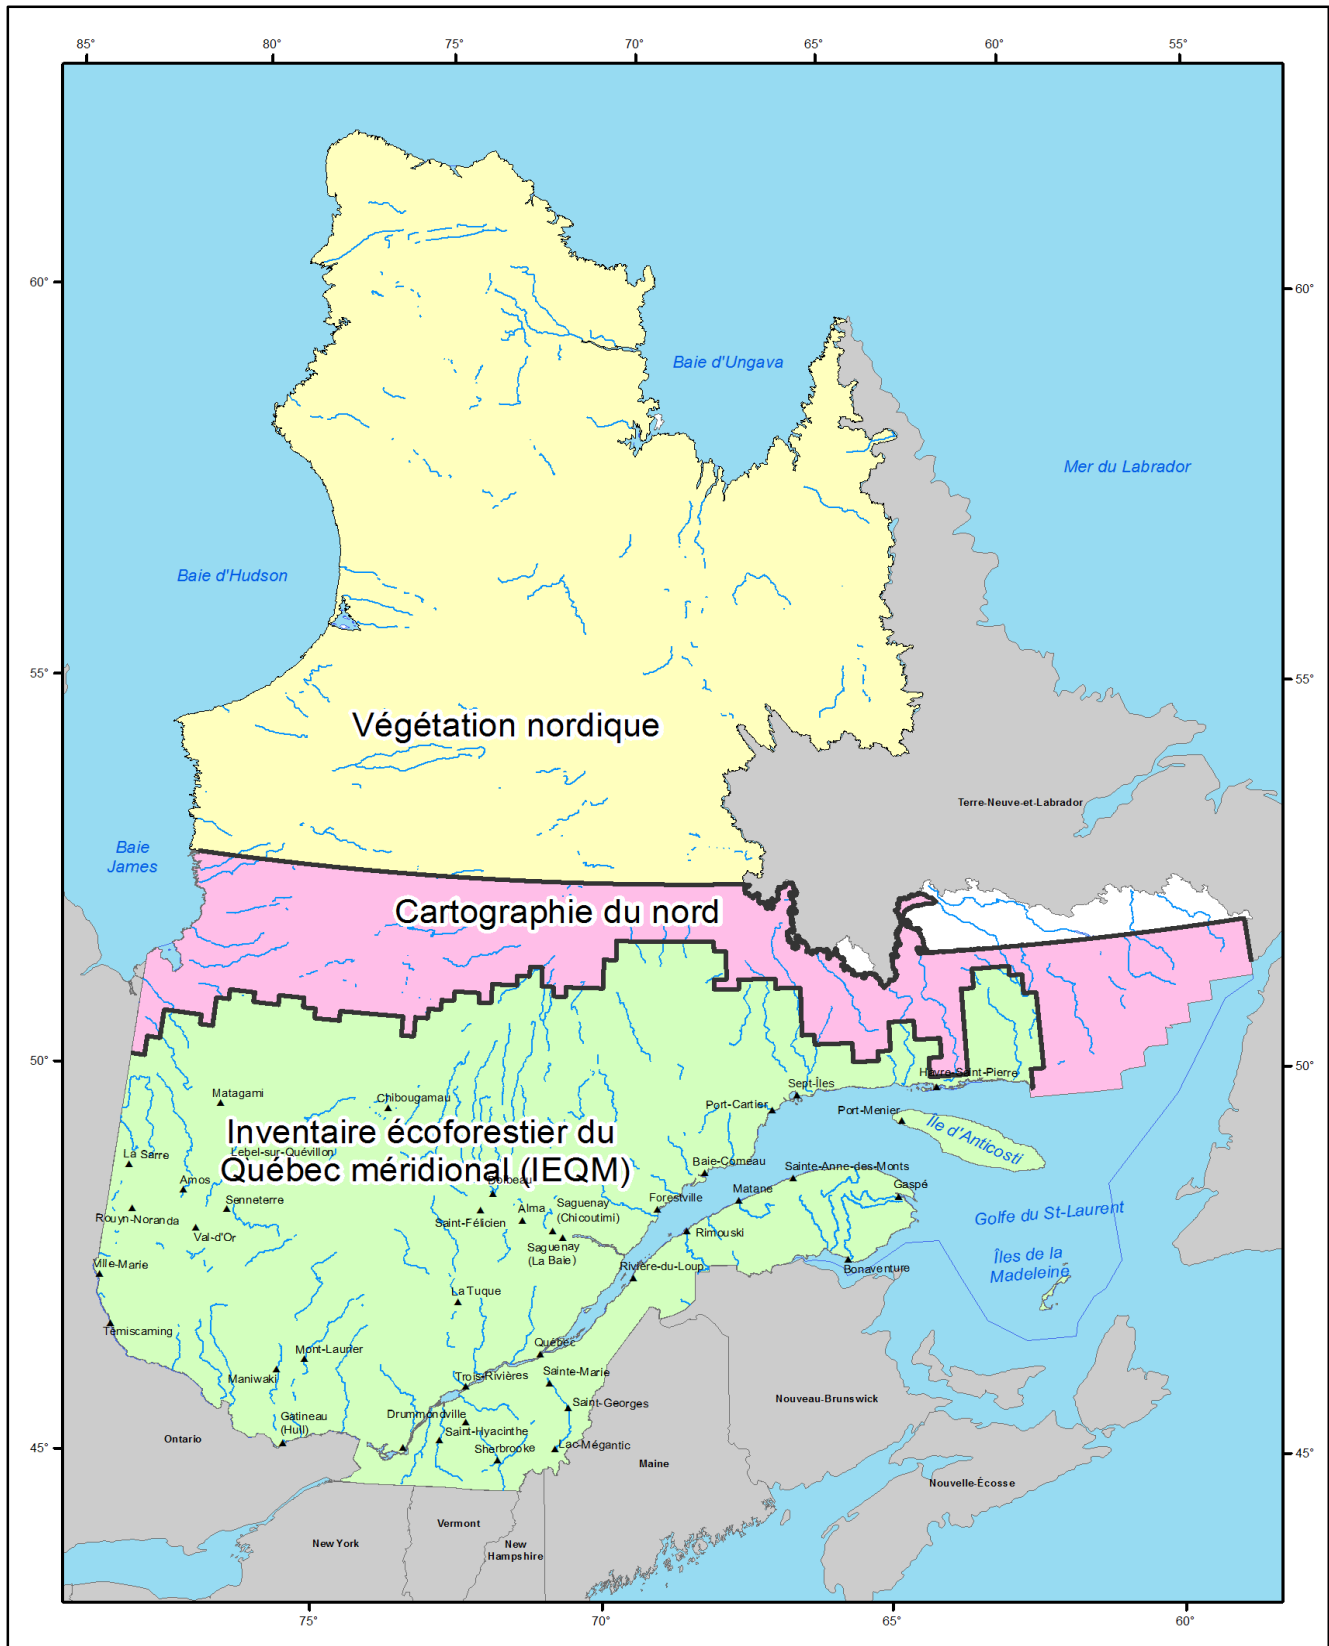 85°
80°
75°
70°
65°
60°
55°
60°
60°
Baie d'Ungava
Mer du Labrador
Baie d'Hudson
55°
55°
Végétation nordique
Terre-Neuve-et-Labrador
Baie
James
Cartographie du nord
50°
50°
Havre-Saint-Pierre
Sept-Îles
Matagami
Chibougamau
Port-Cartier
Port-Menier
Île d'Anticosti
Inventaire écoforestier du
Québec méridional (IEQM)
La Sarre
Lebel-sur-Quévillon
Baie-Comeau
Sainte-Anne-des-Monts
Amos
Dolbeau
Matane
Gaspé
Senneterre
Rouyn-Noranda
Val-d'Or
Saint-Félicien
Alma
Saguenay
(Chicoutimi)
Forestville
Rimouski
Golfe du St-Laurent
Saguenay
(La Baie)
Ville-Marie
Rivière-du-Loup
Bonaventure
Îles de la
Madeleine
La Tuque
Témiscaming
Mont-Laurier
Québec
Maniwaki
Trois-Rivières
Sainte-Marie
Nouveau-Brunswick
Saint-Georges
Gatineau
(Hull)
Drummondville
Saint-Hyacinthe
Sherbrooke
Lac-Mégantic
Ontario
45°
45°
Maine
Nouvelle-Écosse
Vermont
New York
New
Hampshire
75°
70°
65°
60°